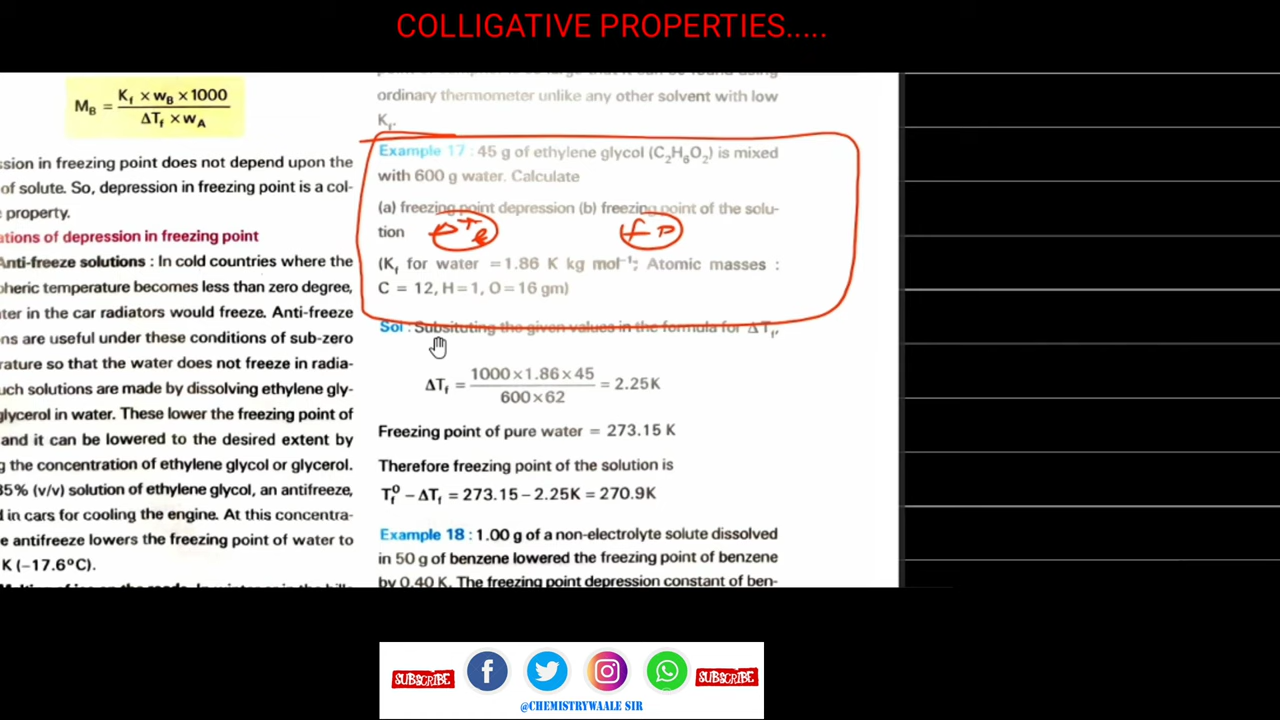 COLLIGATIVE PROPERTIES.....
M_B = K_f × w_B × 1000 / ΔT_f × w_A
ssion in freezing point does not depend upon the
of solute. So, depression in freezing point is a col-
property.
ations of depression in freezing point
Anti-freeze solutions : In cold countries where the
pheric temperature becomes less than zero degree,
ter in the car radiators would freeze. Anti-freeze
ns are useful under these conditions of sub-zero
rature so that the water does not freeze in radia-
uch solutions are made by dissolving ethylene gly-
glycerol in water. These lower the freezing point of
and it can be lowered to the desired extent by
g the concentration of ethylene glycol or glycerol.
35% (v/v) solution of ethylene glycol, an antifreeze,
d in cars for cooling the engine. At this concentra-
e antifreeze lowers the freezing point of water to
K (−17.6°C).
ordinary thermometer unlike any other solvent with low
K_f.
Example 17 : 45 g of ethylene glycol (C₂H₆O₂) is mixed
with 600 g water. Calculate
(a) freezing point depression (b) freezing point of the solu-
tion
(K_f for water = 1.86 K kg mol⁻¹; Atomic masses :
C = 12, H = 1, O = 16 gm)
Sol : Subsituting the given values in the formula for ΔT_f,
ΔT_f = 1000 × 1.86 × 45 / 600 × 62 = 2.25 K
Freezing point of pure water = 273.15 K
Therefore freezing point of the solution is
T_f⁰ − ΔT_f = 273.15 − 2.25K = 270.9K
Example 18 : 1.00 g of a non-electrolyte solute dissolved
in 50 g of benzene lowered the freezing point of benzene
by 0.40 K. The freezing point depression constant of ben-
SUBSCRIBE
SUBSCRIBE
@CHEMISTRYWAALE SIR